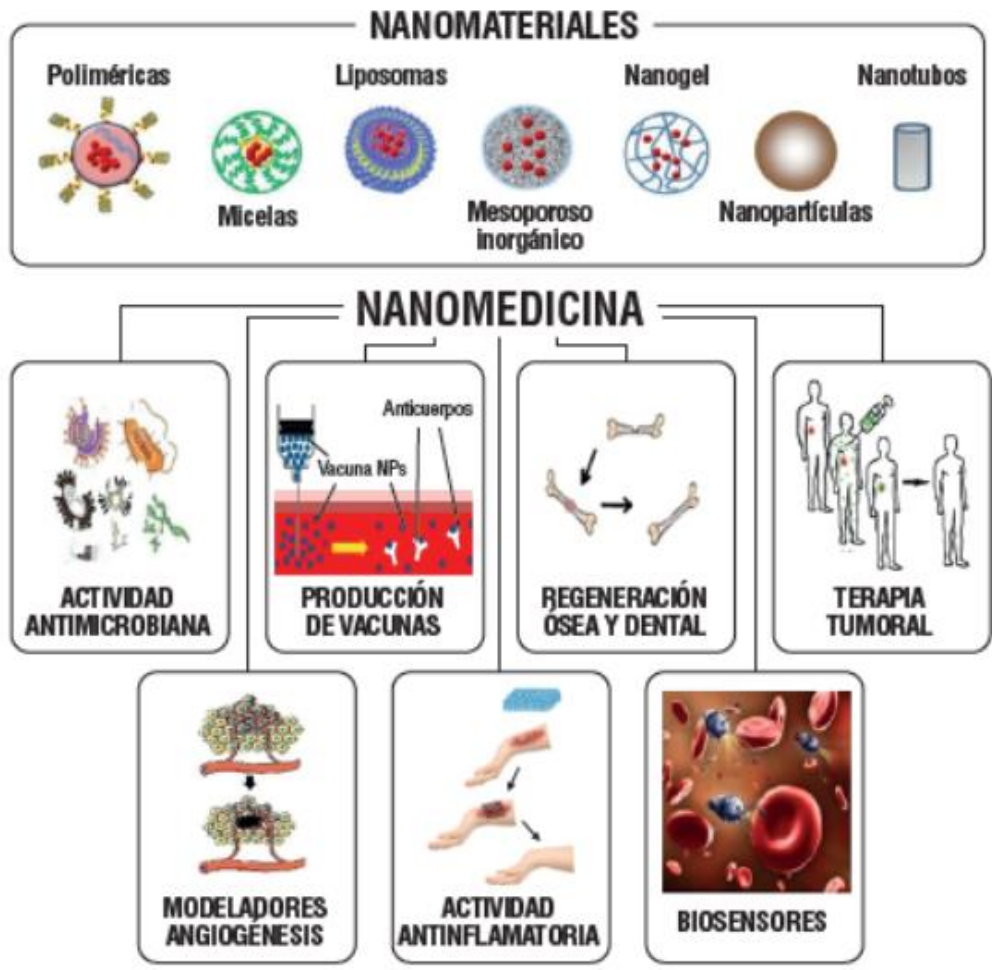 NANOMATERIALES
Poliméricas
Liposomas
Nanogel
Nanotubos
Micelas
Mesoporoso
inorgánico
Nanopartículas
NANOMEDICINA
ACTIVIDAD
ANTIMICROBIANA
Anticuerpos
Vacuna NPs
PRODUCCIÓN
DE VACUNAS
REGENERACIÓN
ÓSEA Y DENTAL
TERAPIA
TUMORAL
MODELADORES
ANGIOGÉNESIS
ACTIVIDAD
ANTINFLAMATORIA
BIOSENSORES